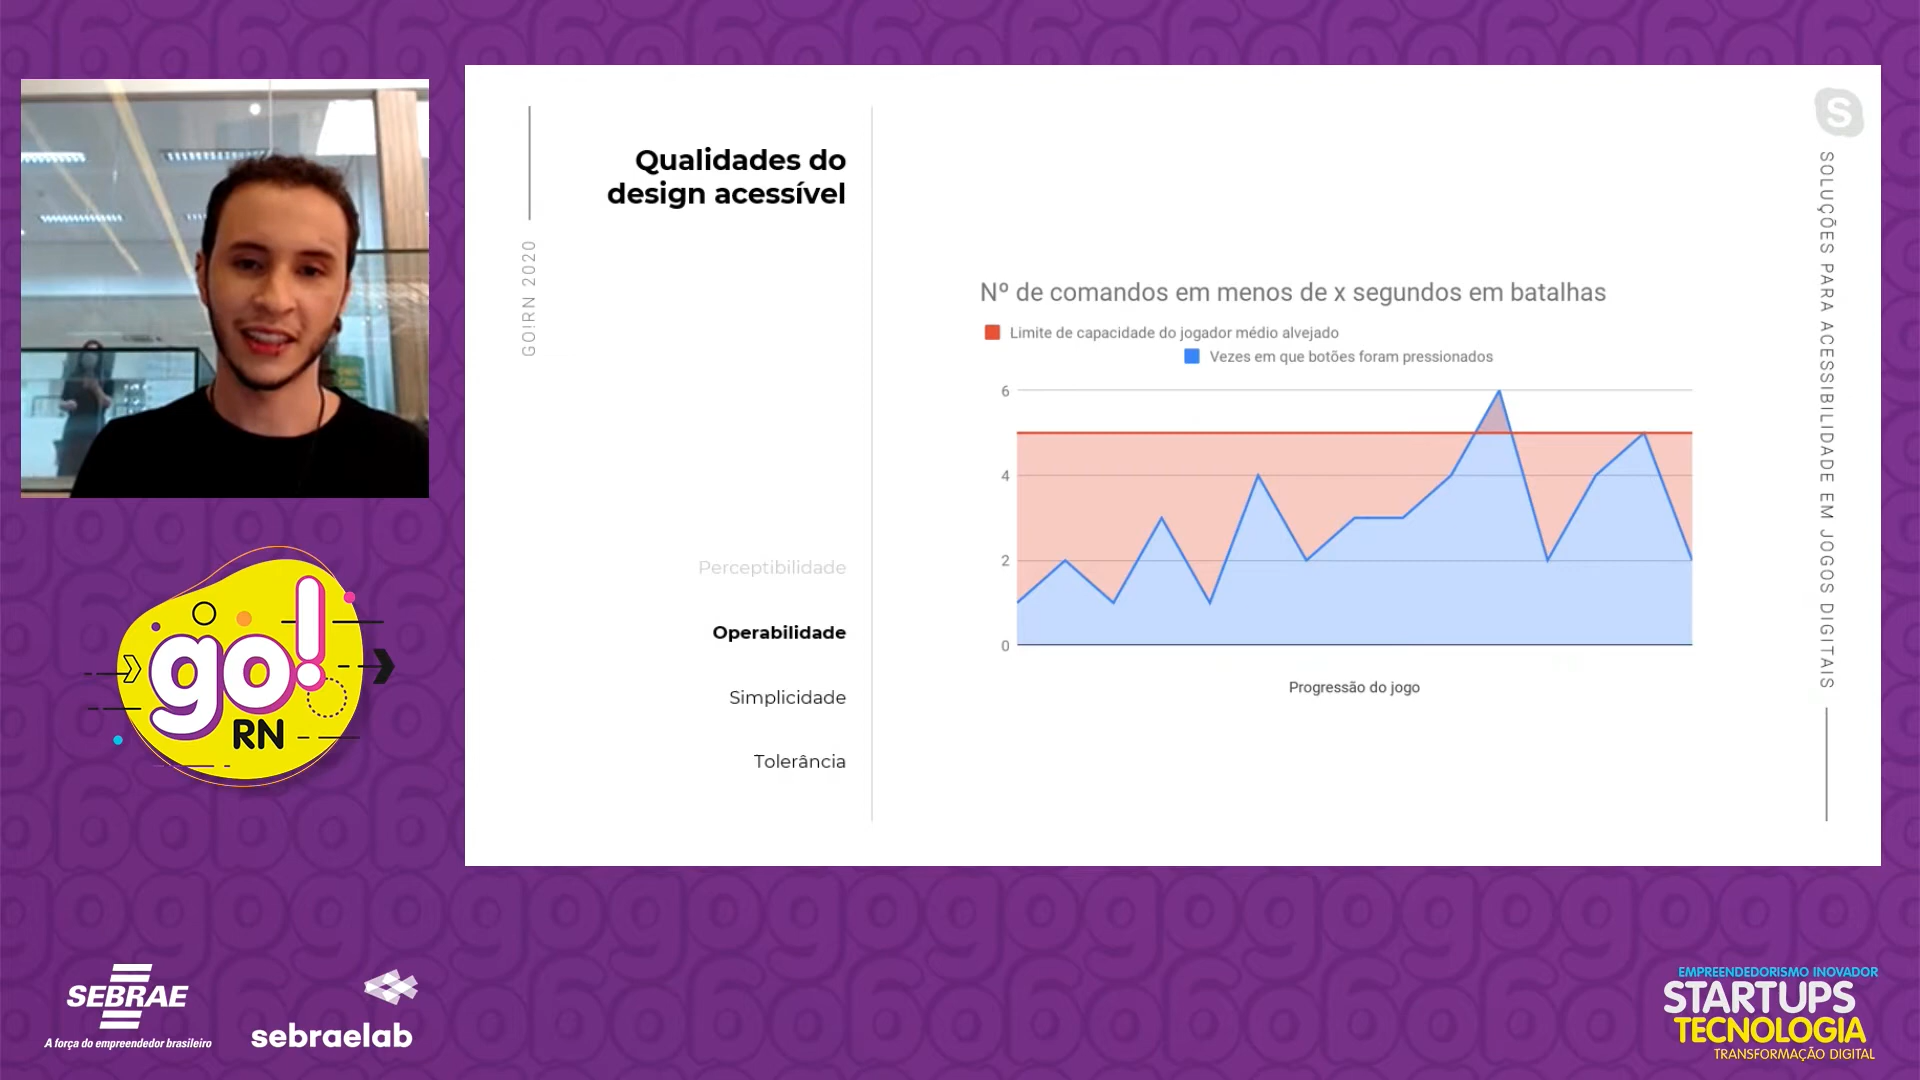 Qualidades do
design acessível
GO!RN 2020
Perceptibilidade
Operabilidade
Simplicidade
Tolerância
Nº de comandos em menos de x segundos em batalhas
Limite de capacidade do jogador médio alvejado
Vezes em que botões foram pressionados
6
4
2
0
Progressão do jogo
S
SOLUÇÕES PARA ACESSIBILIDADE EM JOGOS DIGITAIS
go!
RN
SEBRAE
A força do empreendedor brasileiro
sebraelab
EMPREENDEDORISMO INOVADOR
STARTUPS
TECNOLOGIA
TRANSFORMAÇÃO DIGITAL